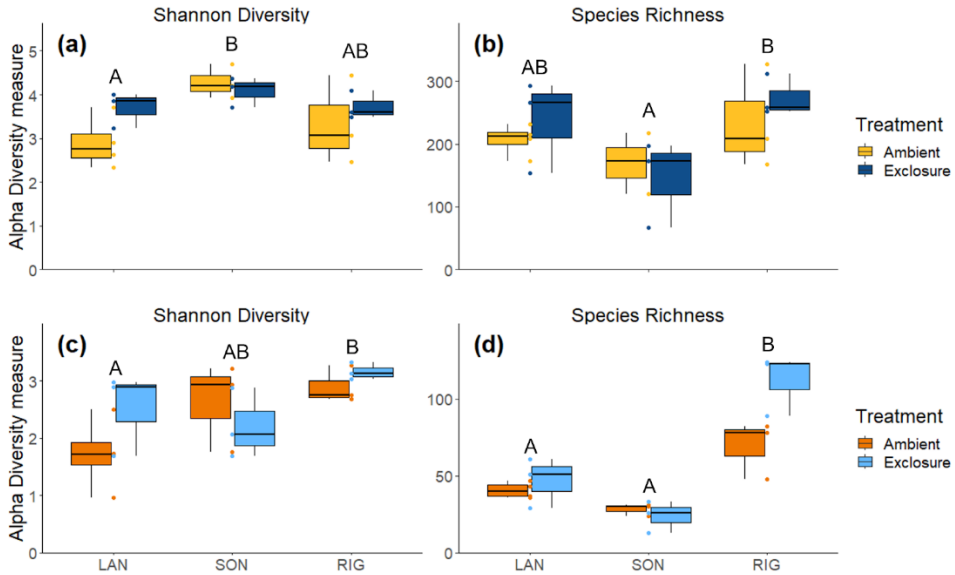 Shannon Diversity
(a)
A
B
AB
Alpha Diversity measure
5
4
3
2
1
0
Species Richness
(b)
AB
A
B
300
200
100
0
Treatment
Ambient
Exclosure
Shannon Diversity
(c)
A
AB
B
Alpha Diversity measure
3
2
1
0
LAN
SON
RIG
Species Richness
(d)
A
A
B
100
50
0
LAN
SON
RIG
Treatment
Ambient
Exclosure